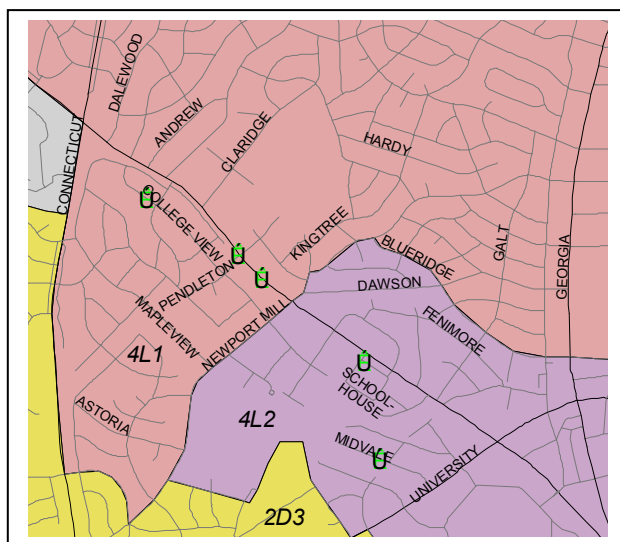 DALEWOOD
CONNECTICUT
ANDREW
CLARIDGE
HARDY
Ú
COLLEGE VIEW
KINGTREE
GALT
GEORGIA
BLUERIDGE
Ú
PENDLETON
Ú
DAWSON
MAPLEVIEW
NEWPORT MILL
FENIMORE
4L1
Ú
SCHOOL-
HOUSE
ASTORIA
4L2
MIDVALE
Ú
UNIVERSITY
2D3